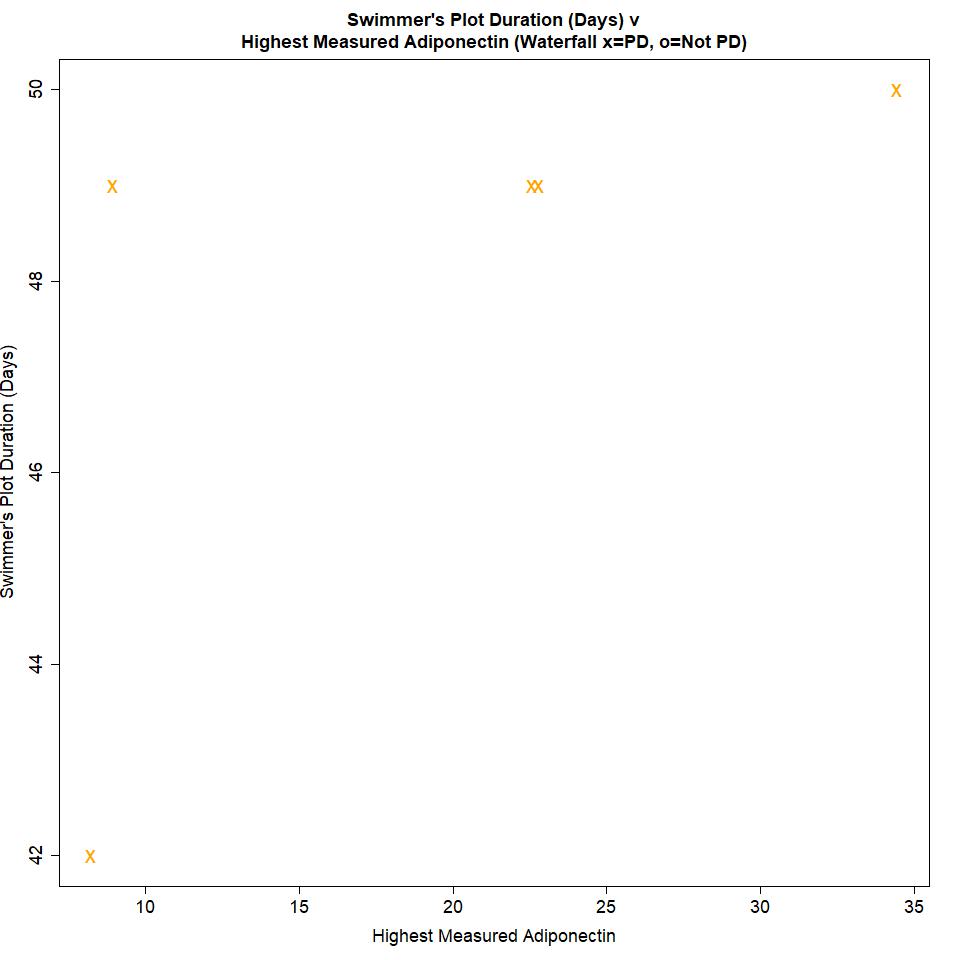 Swimmer's Plot Duration (Days) v
Highest Measured Adiponectin (Waterfall x=PD, o=Not PD)
Swimmer's Plot Duration (Days)
50
48
46
44
42
X
X
XX
X
X
10
15
20
25
30
35
Highest Measured Adiponectin